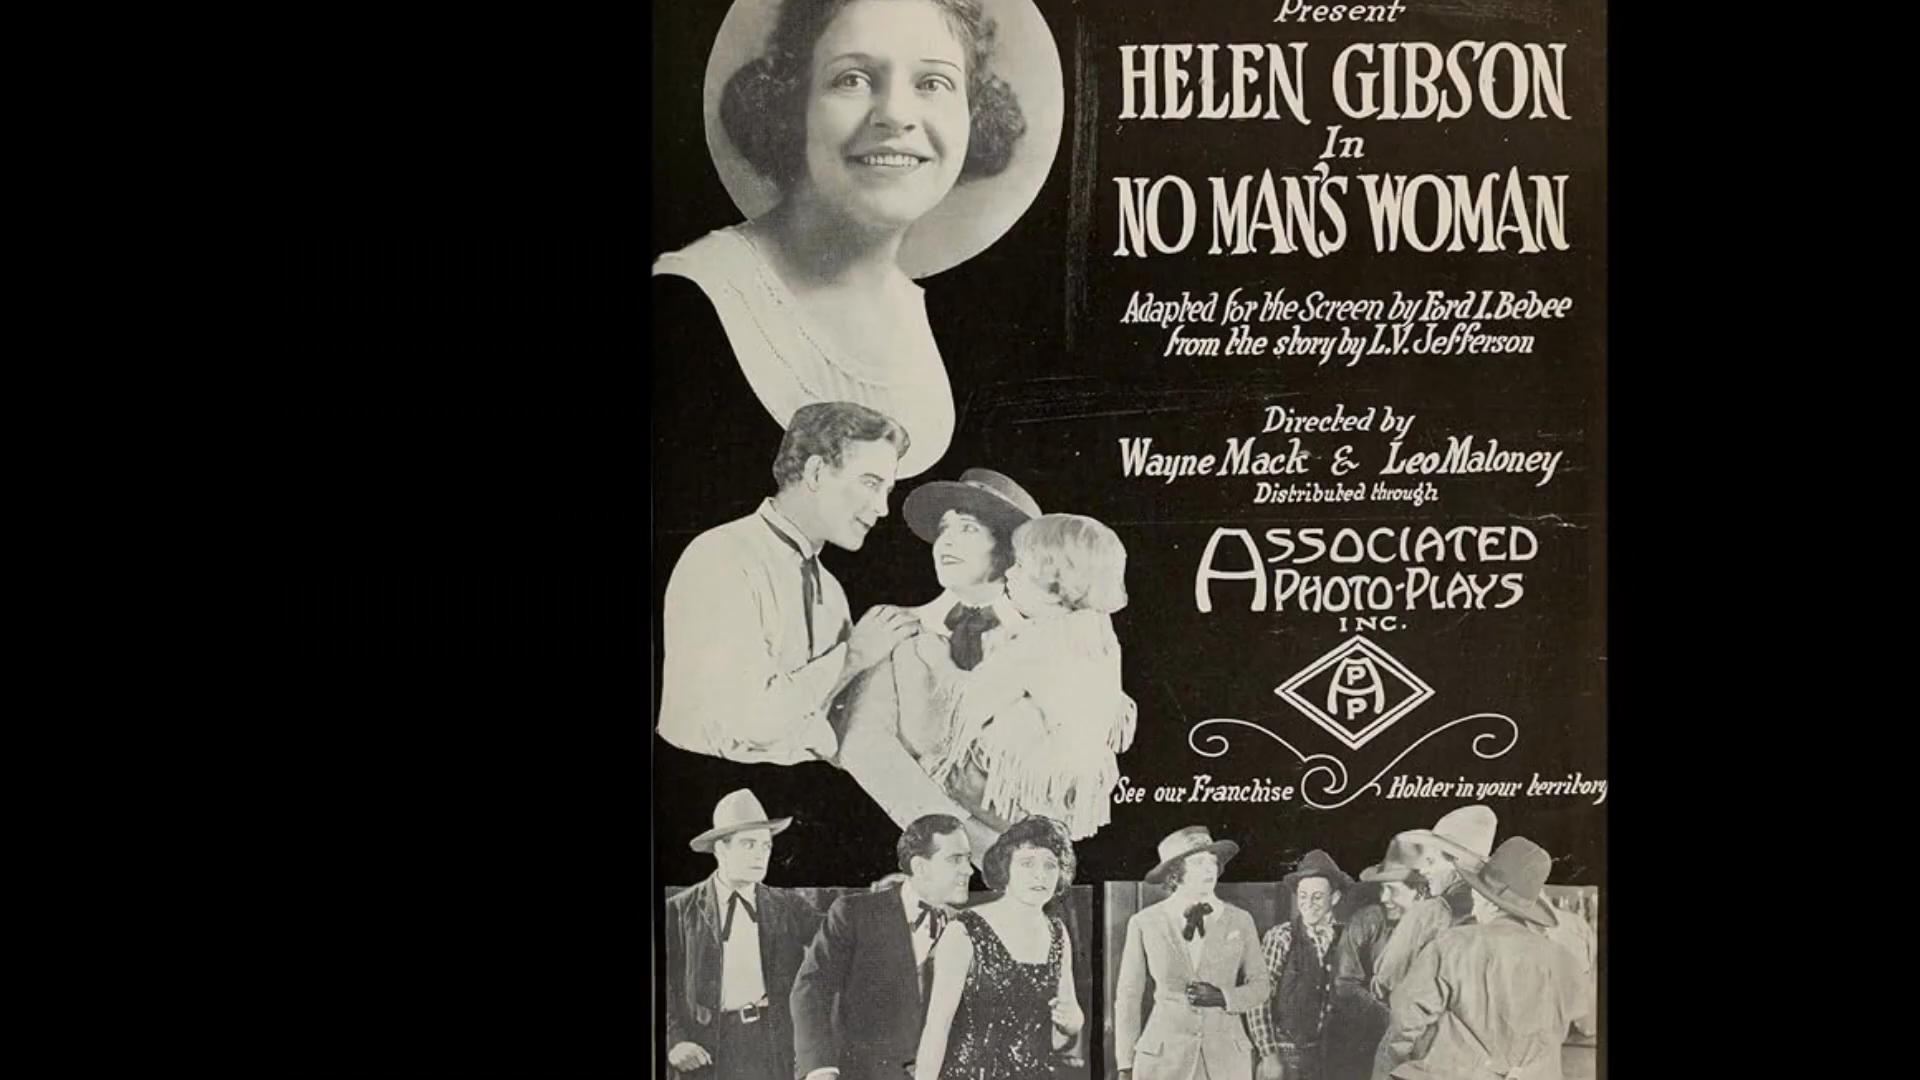 Present
HELEN GIBSON
In
NO MAN'S WOMAN
Adapted for the Screen by Ford I. Bebee
from the story by L.V. Jefferson
Directed by
Wayne Mack & Leo Maloney
Distributed through
ASSOCIATED
PHOTO-PLAYS
INC.
APP
See our Franchise Holder in your territory